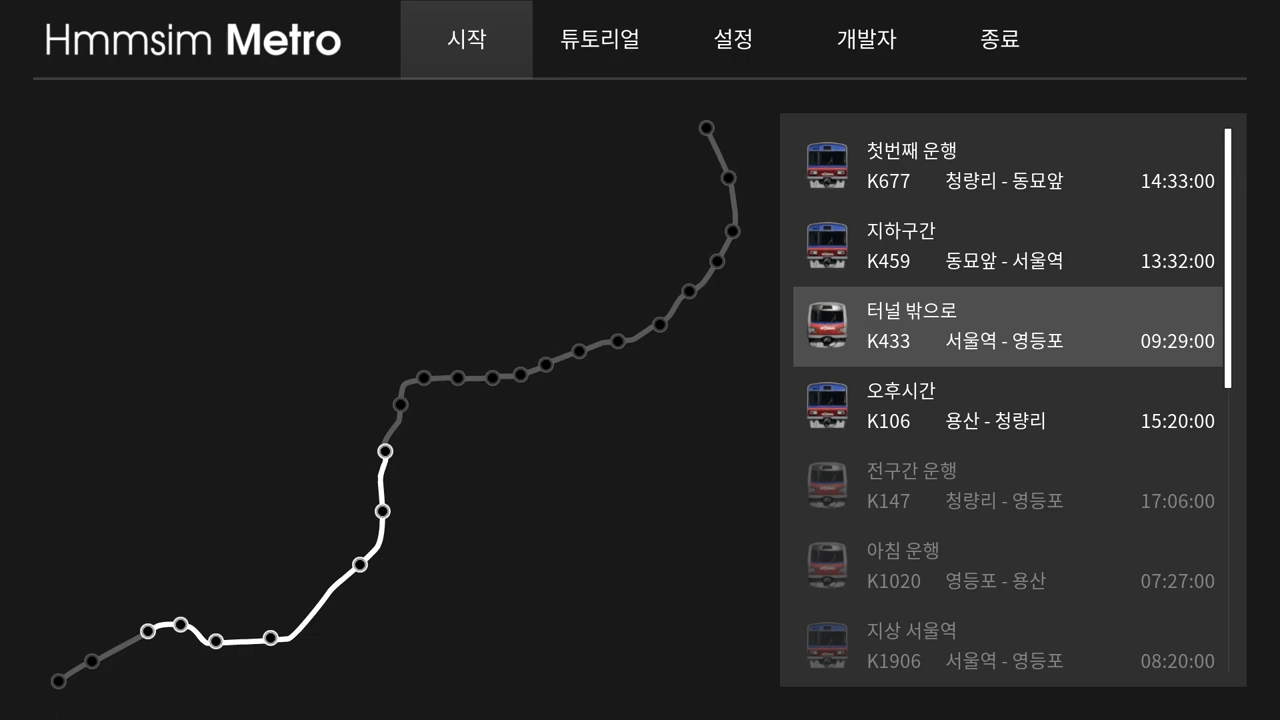 Hmmsim Metro
시작
튜토리얼
설정
개발자
종료
첫번째 운행
K677 청량리 - 동묘앞 14:33:00
지하구간
K459 동묘앞 - 서울역 13:32:00
터널 밖으로
K433 서울역 - 영등포 09:29:00
오후시간
K106 용산 - 청량리 15:20:00
전구간 운행
K147 청량리 - 영등포 17:06:00
아침 운행
K1020 영등포 - 용산 07:27:00
지상 서울역
K1906 서울역 - 영등포 08:20:00